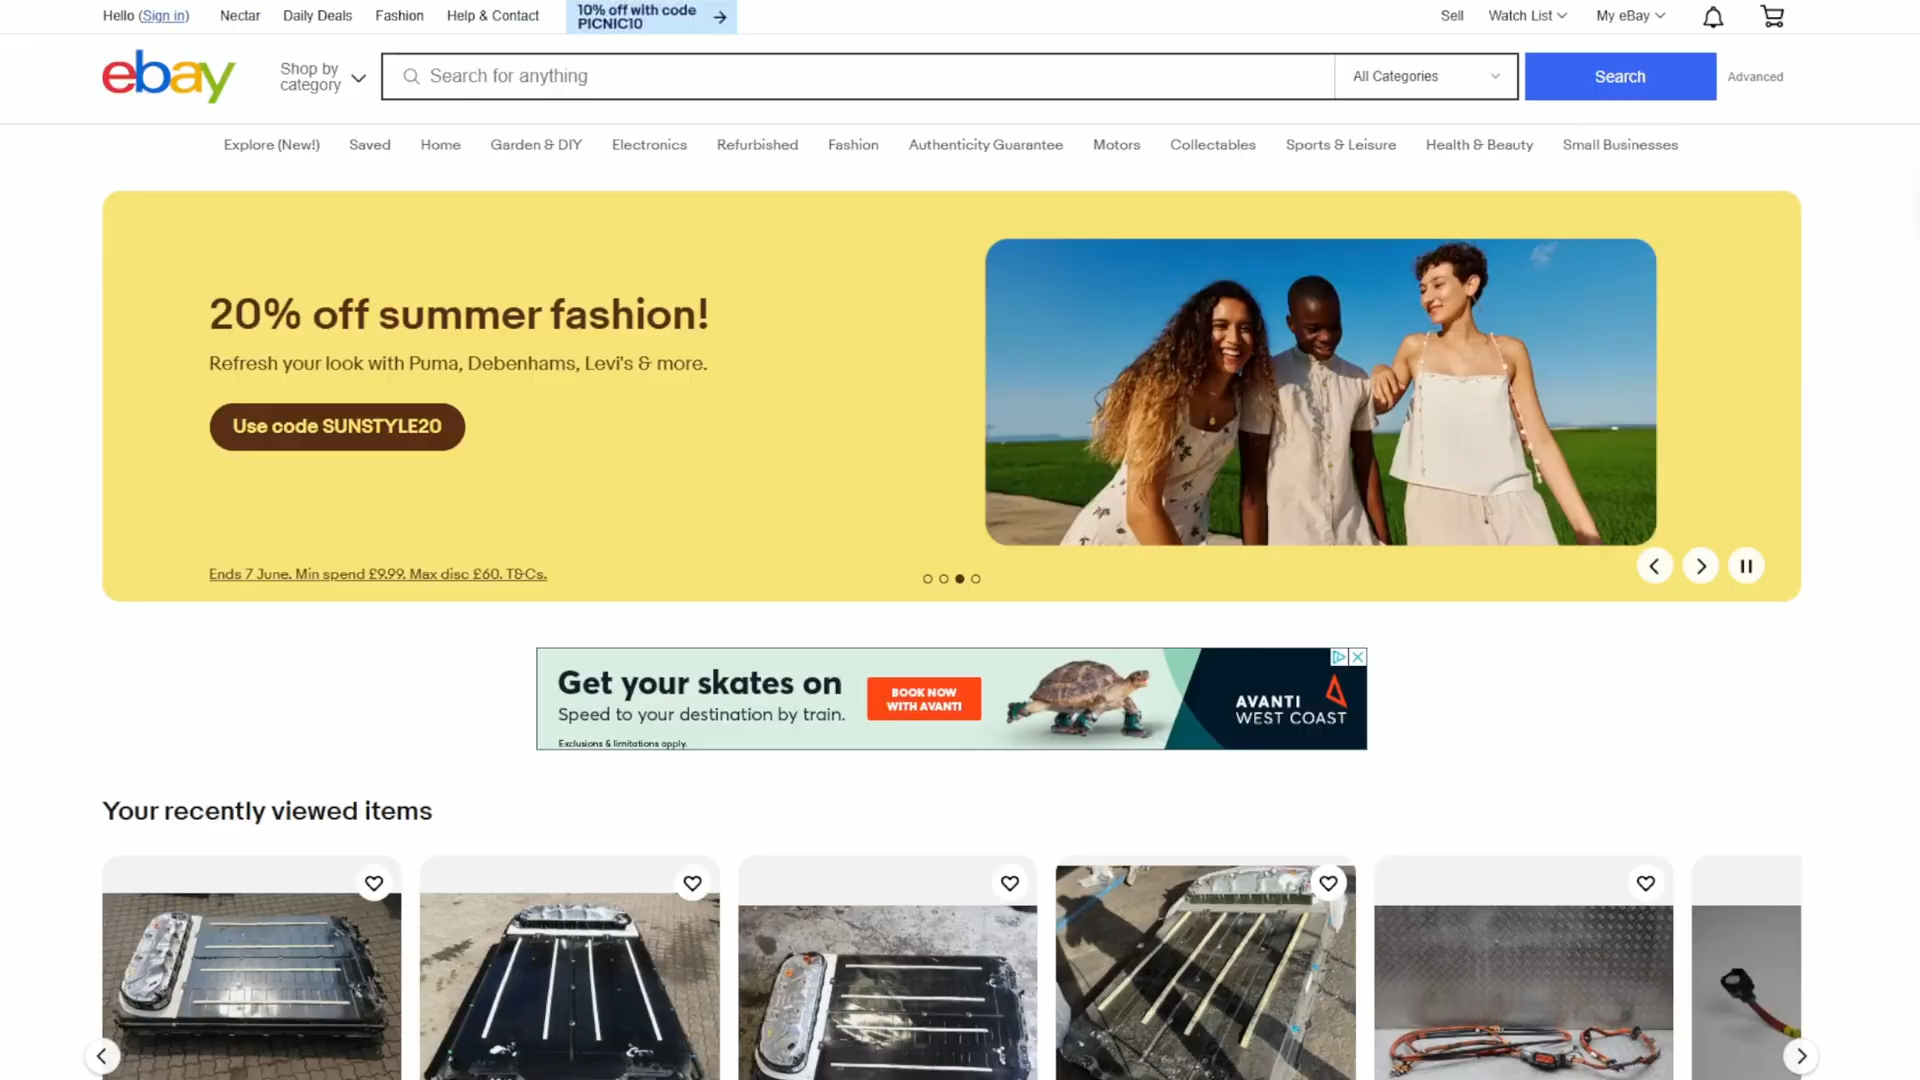 Hello (Sign in)
Nectar
Daily Deals
Fashion
Help & Contact
10% off with code
PICNIC10
Sell
Watch List
My eBay
ebay
Shop by
category
Search for anything
All Categories
Search
Advanced
Explore (New!)
Saved
Home
Garden & DIY
Electronics
Refurbished
Fashion
Authenticity Guarantee
Motors
Collectables
Sports & Leisure
Health & Beauty
Small Businesses
20% off summer fashion!
Refresh your look with Puma, Debenhams, Levi's & more.
Use code SUNSTYLE20
Ends 7 June. Min spend £9.99. Max disc £60. T&Cs.
Get your skates on
Speed to your destination by train.
Exclusions & limitations apply.
BOOK NOW
WITH AVANTI
AVANTI
WEST COAST
Your recently viewed items